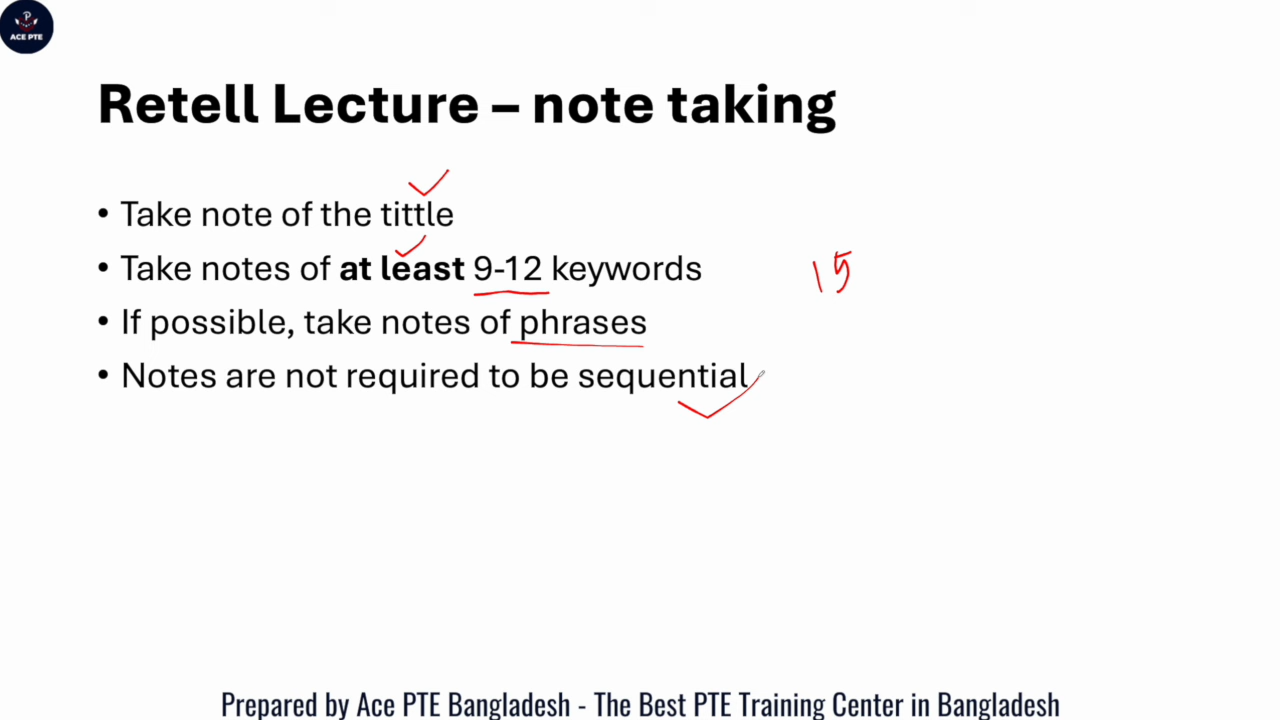 ACE PTE
Retell Lecture – note taking
• Take note of the tittle
• Take notes of at least 9-12 keywords
15
• If possible, take notes of phrases
• Notes are not required to be sequential
Prepared by Ace PTE Bangladesh - The Best PTE Training Center in Bangladesh